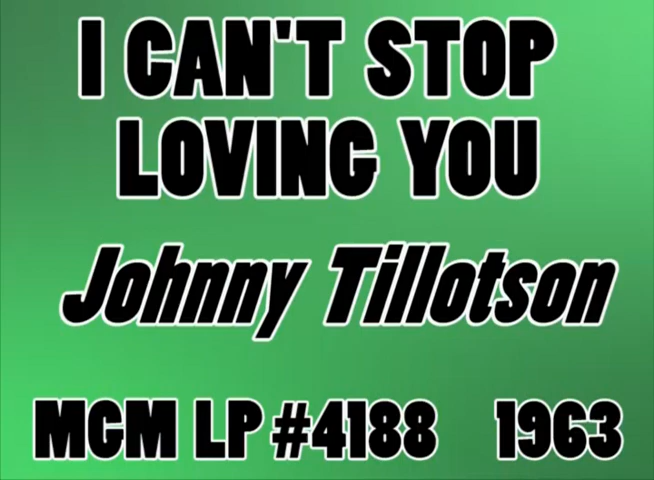 I CAN'T STOP
LOVING YOU
Johnny Tillotson
MGM LP #4188 1963